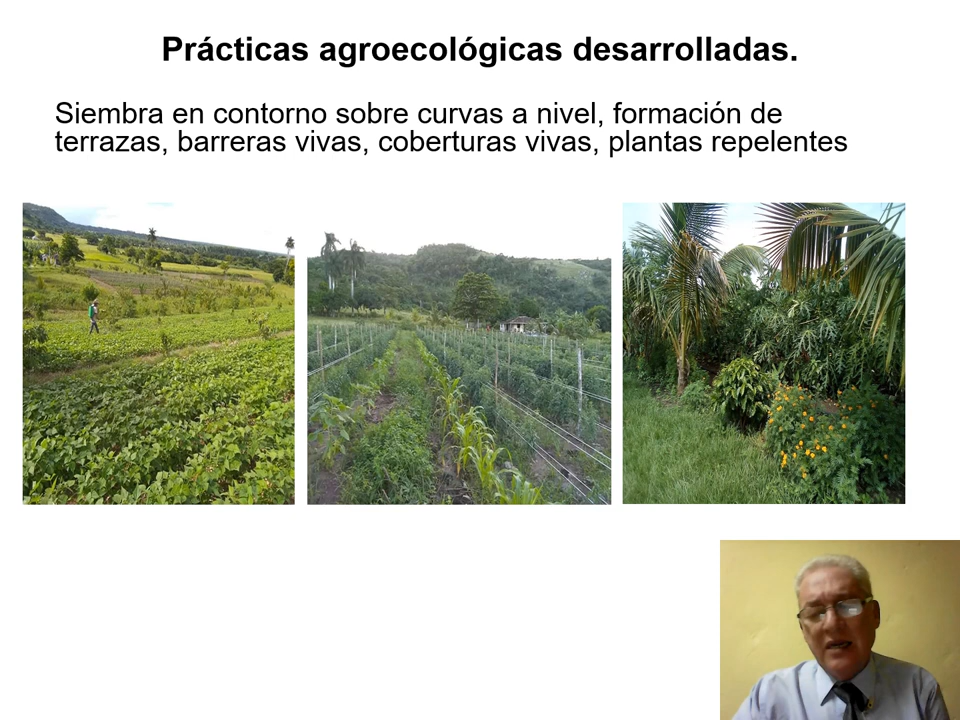 Prácticas agroecológicas desarrolladas.
Siembra en contorno sobre curvas a nivel, formación de
terrazas, barreras vivas, coberturas vivas, plantas repelentes